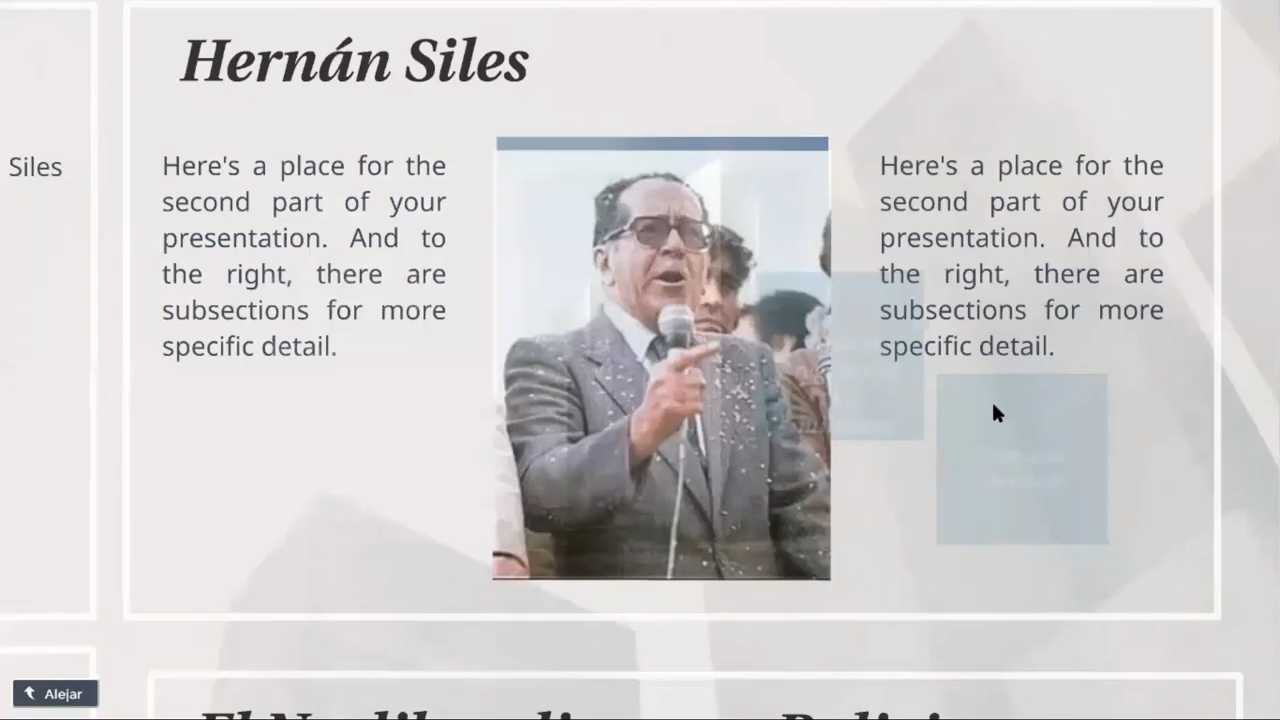 Hernán Siles
Siles
Here's a place for the
second part of your
presentation. And to
the right, there are
subsections for more
specific detail.
Here's a place for the
second part of your
presentation. And to
the right, there are
subsections for more
specific detail.
Alejar